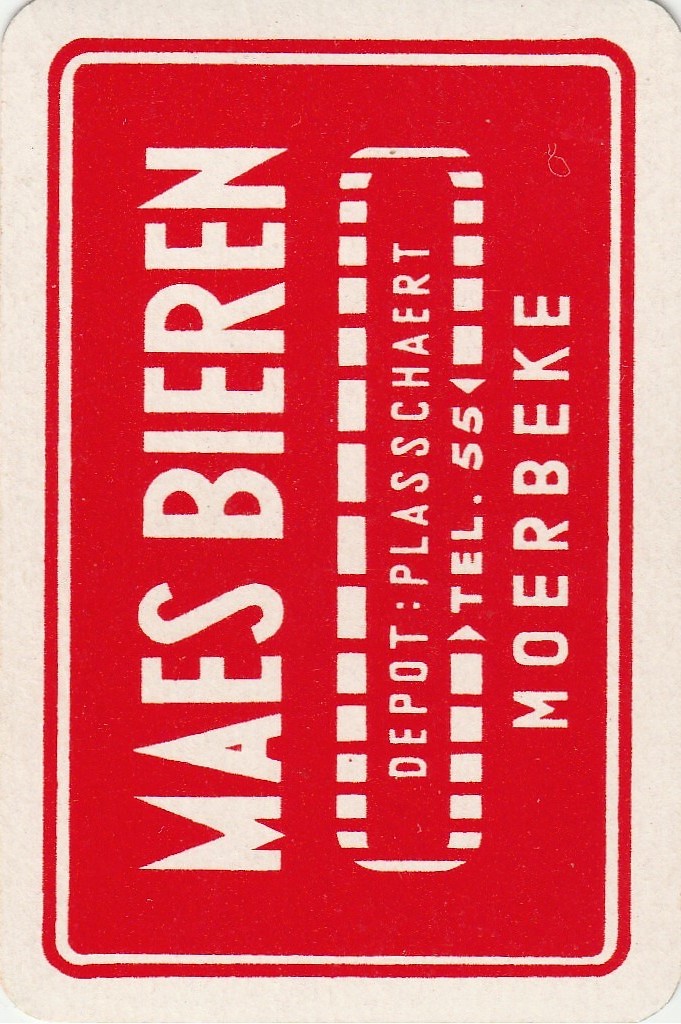 MAES BIEREN
DEPOT: PLASSCHAERT
TEL. 55
MOERBEKE